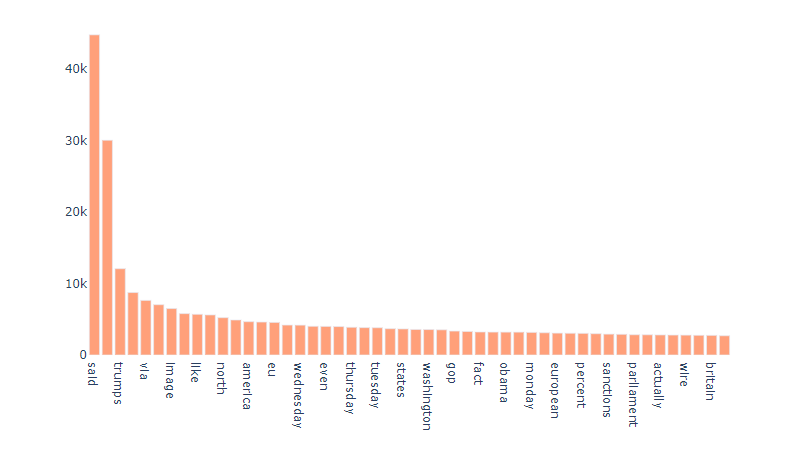 40k
30k
20k
10k
0
said
trumps
via
image
like
north
america
eu
wednesday
even
thursday
tuesday
states
washington
gop
fact
obama
monday
european
percent
sanctions
parliament
actually
wire
britain